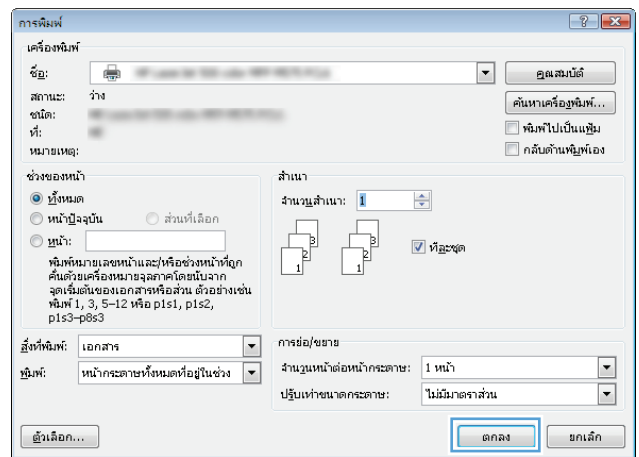 การพิมพ์
เครื่องพิมพ์
ชื่อ:
คุณสมบัติ
สถานะ: ว่าง
ค้นหาเครื่องพิมพ์...
ชนิด:
ที่:
พิมพ์ไปเป็นแฟ้ม
หมายเหตุ:
กลับด้านพิมพ์เอง
ช่วงของหน้า
ทั้งหมด
หน้าปัจจุบัน ส่วนที่เลือก
หน้า:
พิมพ์หมายเลขหน้าและ/หรือช่วงหน้าที่ถูก
คั่นด้วยเครื่องหมายจุลภาคโดยนับจาก
จุดเริ่มต้นของเอกสารหรือส่วน ตัวอย่างเช่น
พิมพ์ 1, 3, 5–12 หรือ p1s1, p1s2,
p1s3–p8s3
สำเนา
จำนวนสำเนา: 1
3 3
2 2
1 1
ทีละชุด
สิ่งที่พิมพ์: เอกสาร
พิมพ์: หน้ากระดาษทั้งหมดที่อยู่ในช่วง
การย่อ/ขยาย
จำนวนหน้าต่อหน้ากระดาษ: 1 หน้า
ปรับเท่าขนาดกระดาษ: ไม่มีมาตราส่วน
ตัวเลือก...
ตกลง
ยกเลิก